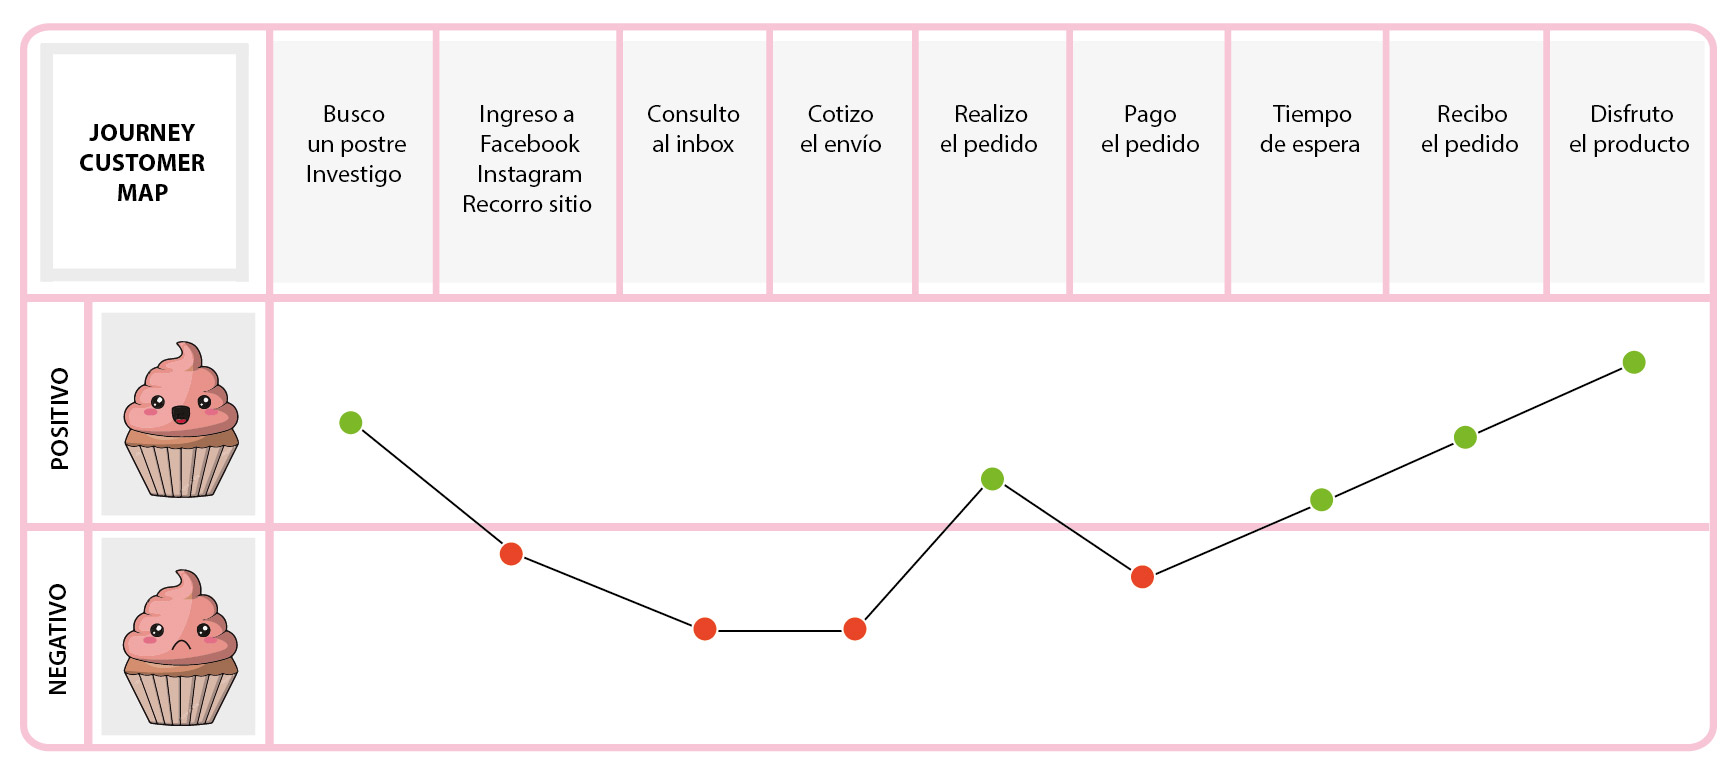 JOURNEY
CUSTOMER
MAP
Busco
un postre
Investigo
Ingreso a
Facebook
Instagram
Recorro sitio
Consulto
al inbox
Cotizo
el envío
Realizo
el pedido
Pago
el pedido
Tiempo
de espera
Recibo
el pedido
Disfruto
el producto
POSITIVO
NEGATIVO